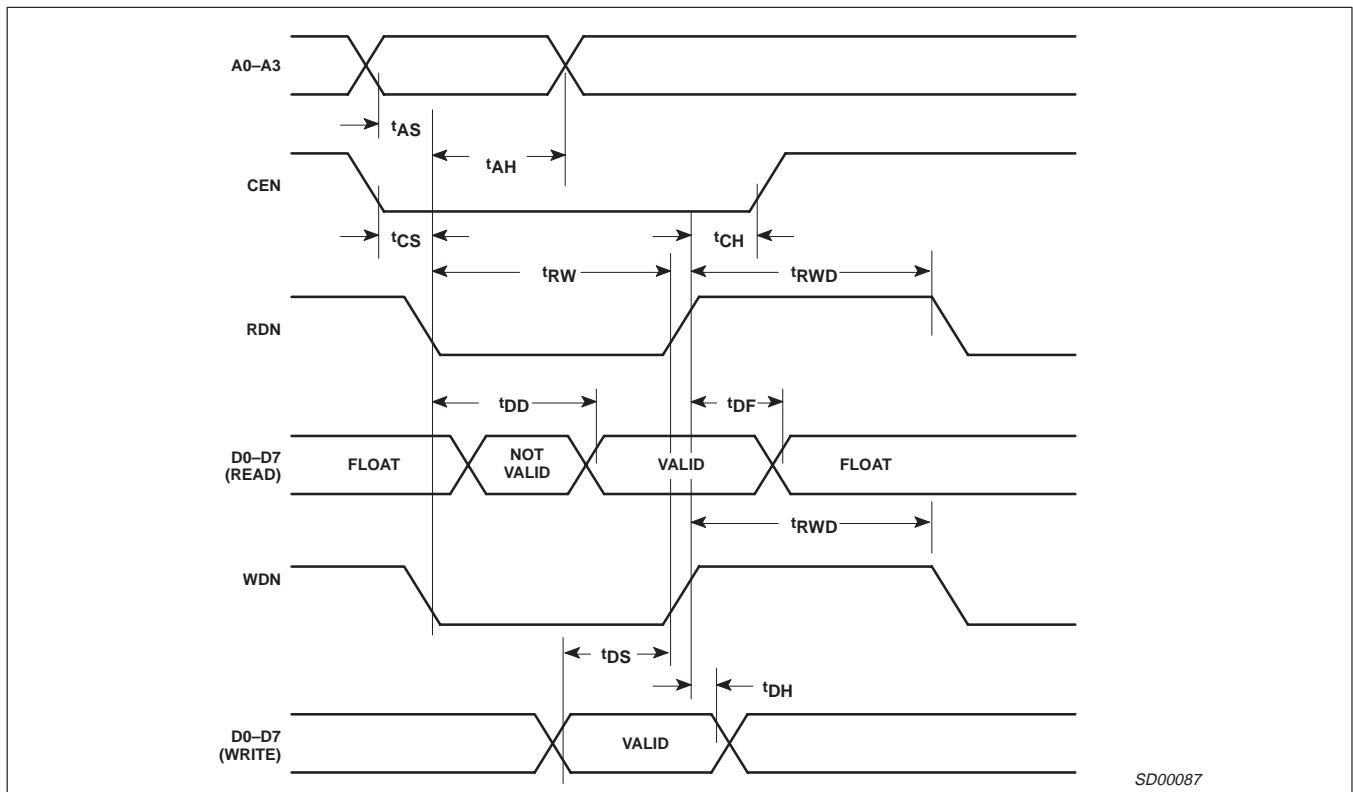 A0–A3
tAS
tAH
CEN
tCS
tCH
tRW
tRWD
RDN
tDD
tDF
D0–D7
(READ)
FLOAT
NOT
VALID
VALID
FLOAT
tRWD
WDN
tDS
tDH
D0–D7
(WRITE)
VALID
SD00087